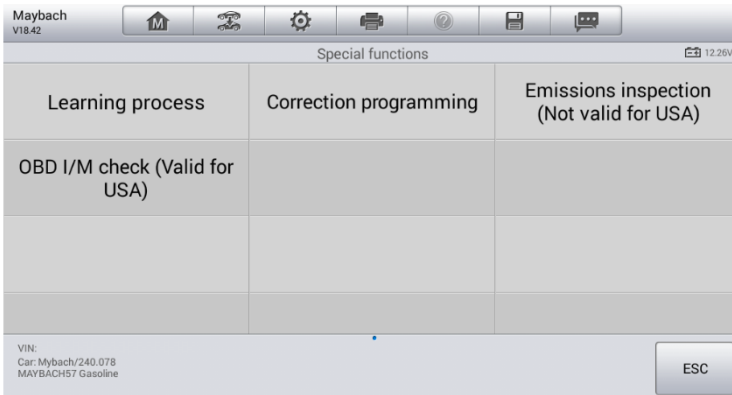 Maybach
V18.42
M
Special functions
12.26V
Learning process
Correction programming
Emissions inspection
(Not valid for USA)
OBD I/M check (Valid for
USA)
VIN:
Car: Mybach/240.078
MAYBACH57 Gasoline
ESC